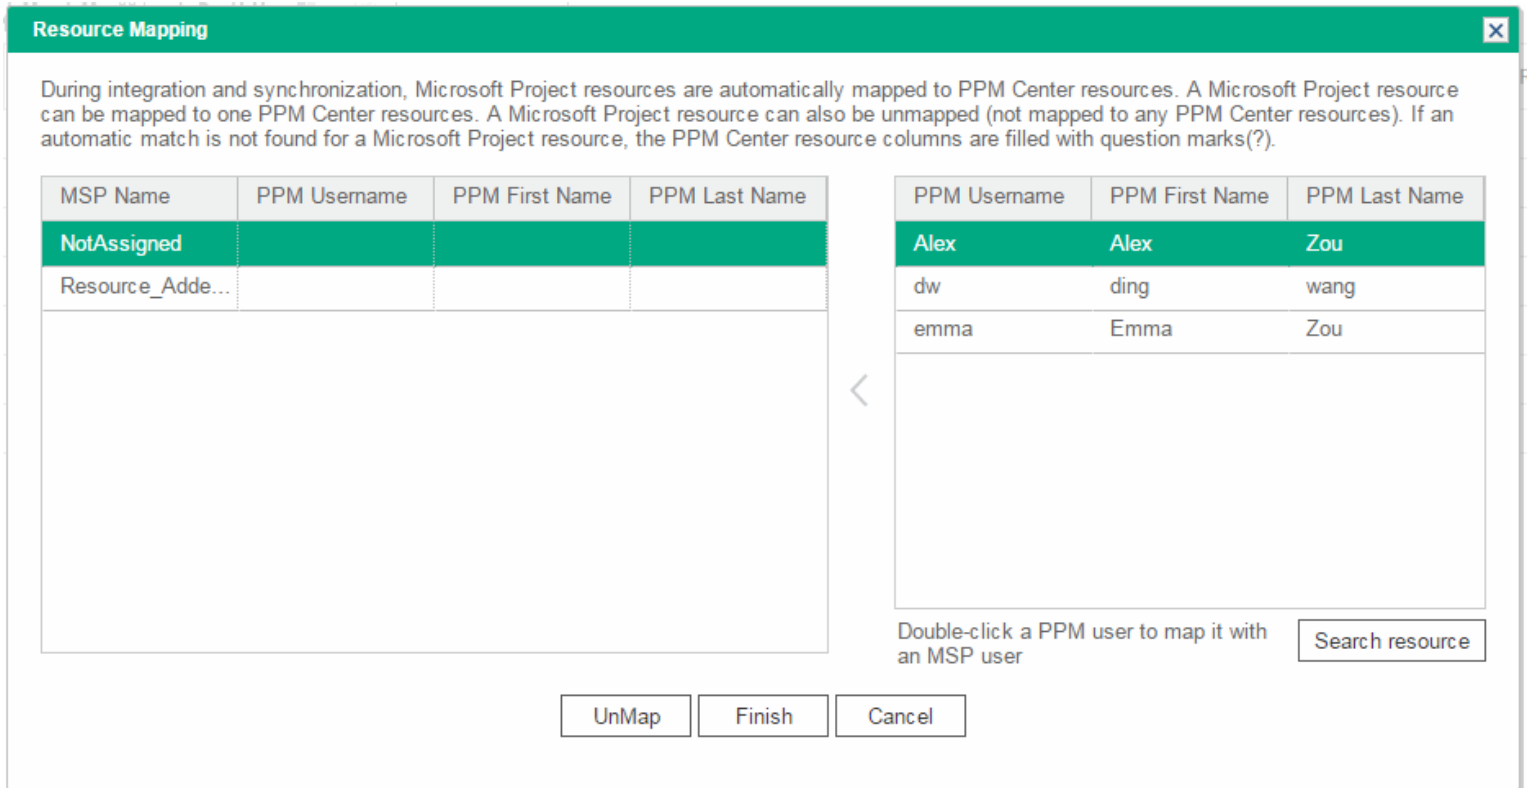 Resource Mapping
During integration and synchronization, Microsoft Project resources are automatically mapped to PPM Center resources. A Microsoft Project resource
can be mapped to one PPM Center resources. A Microsoft Project resource can also be unmapped (not mapped to any PPM Center resources). If an
automatic match is not found for a Microsoft Project resource, the PPM Center resource columns are filled with question marks(?).
MSP Name PPM Username PPM First Name PPM Last Name
NotAssigned
Resource_Adde...
PPM Username PPM First Name PPM Last Name
Alex Alex Zou
dw ding wang
emma Emma Zou
Double-click a PPM user to map it with
an MSP user
Search resource
UnMap Finish Cancel